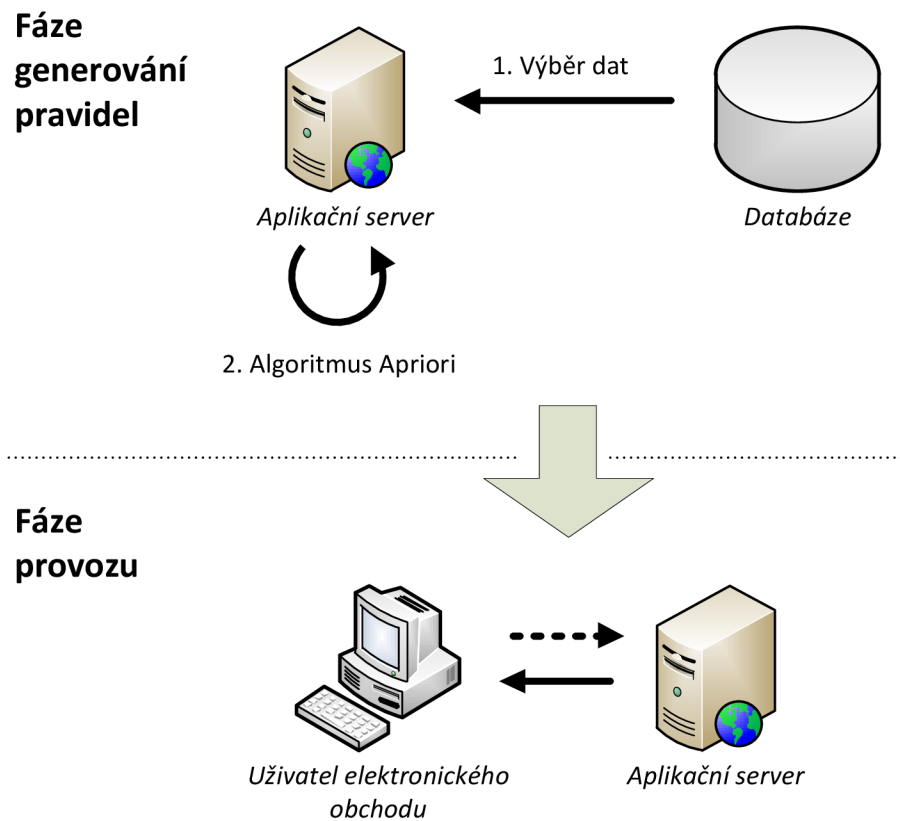 Fáze
generování
pravidel
1. Výběr dat
Aplikační server
Databáze
2. Algoritmus Apriori
Fáze
provozu
Uživatel elektronického
obchodu
Aplikační server